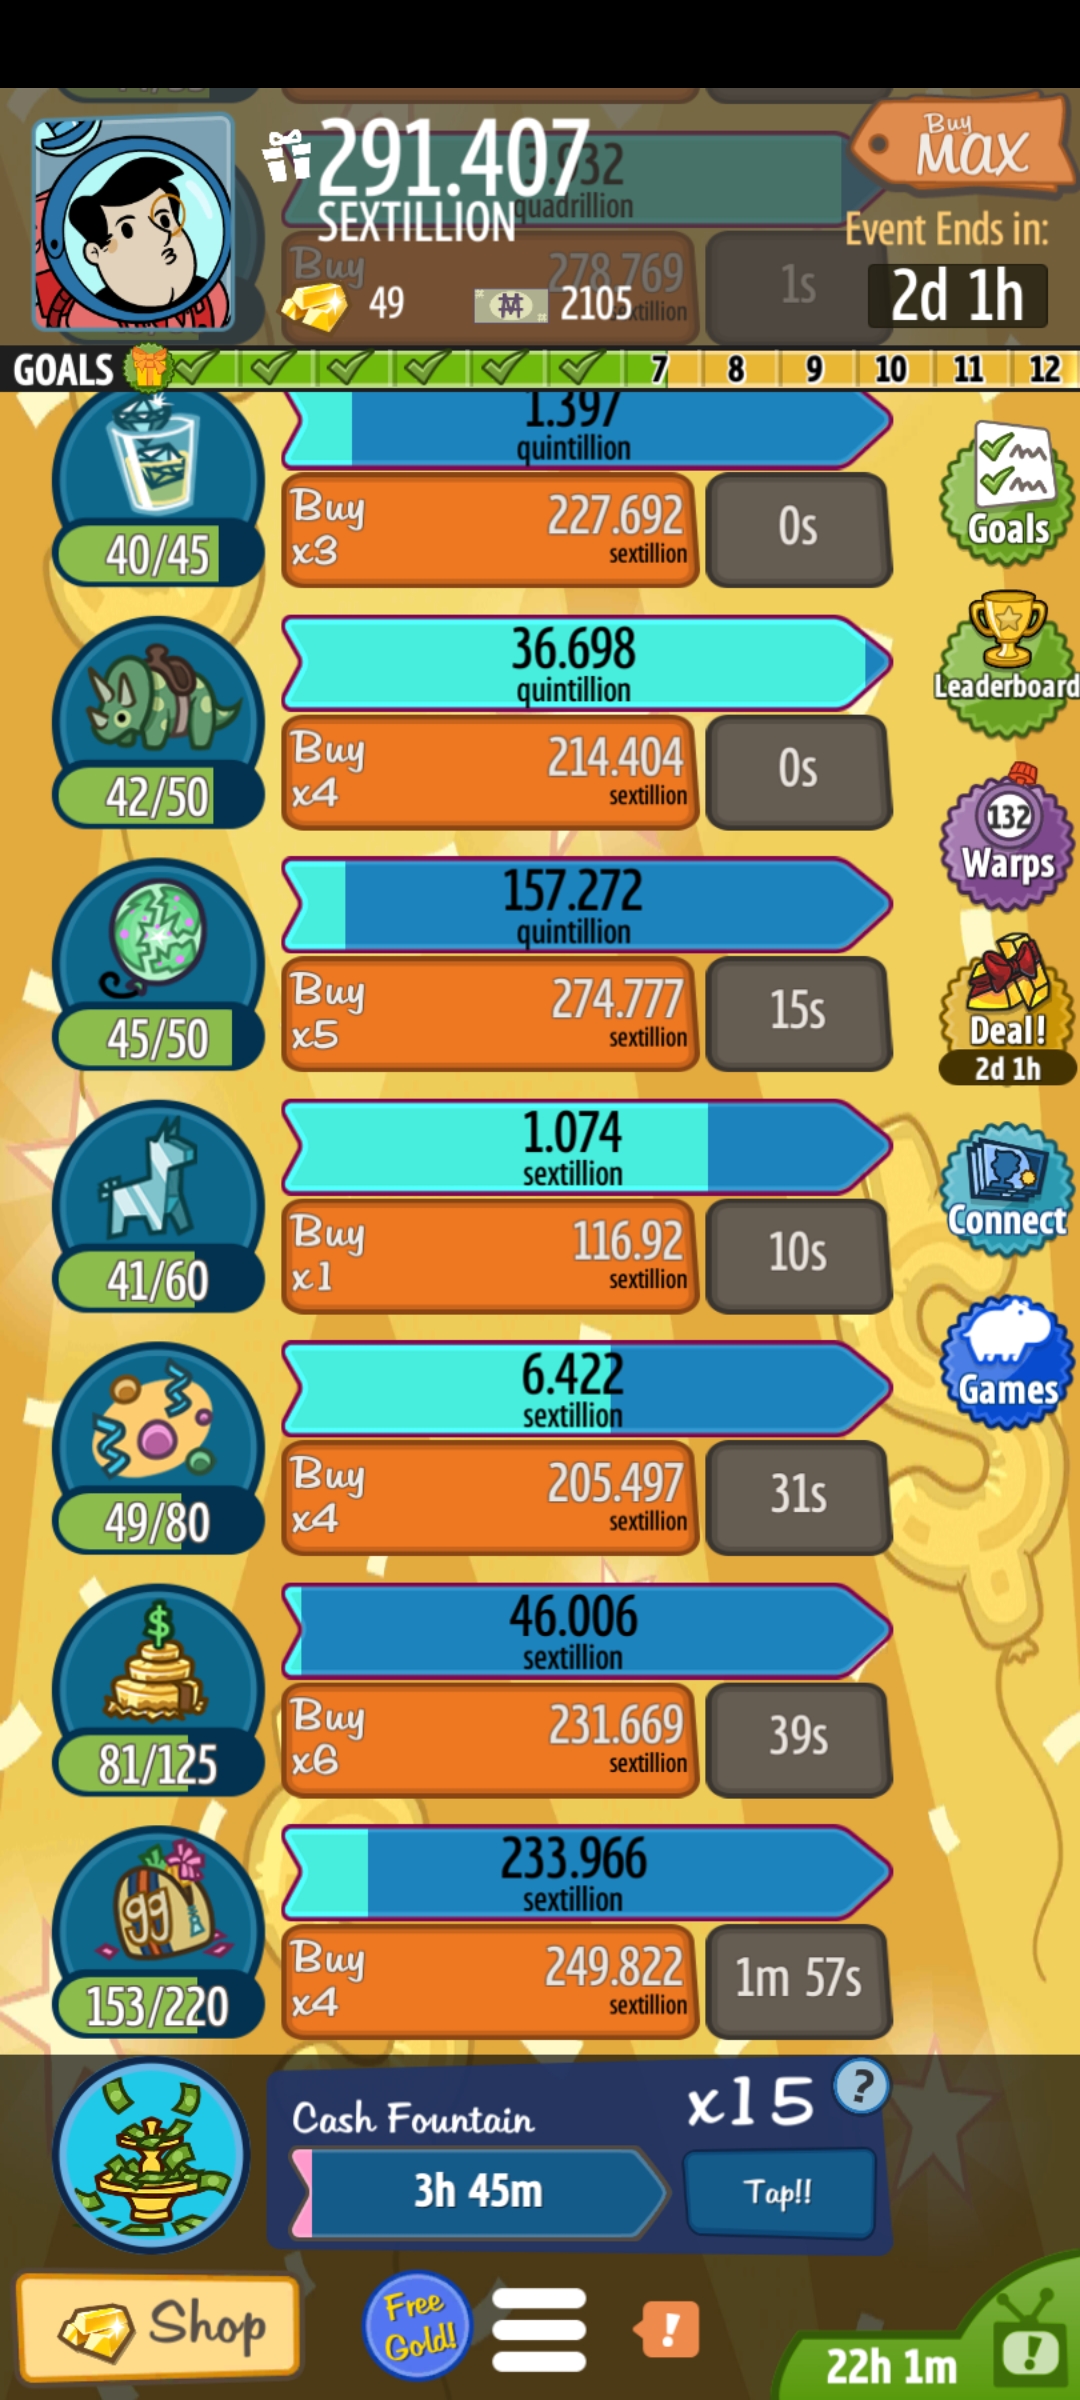 291.407
SEXTILLION
quadrillion
Buy
MAX
Event Ends in:
2d 1h
Buy
278.769
1s
49
2105
GOALS
7
8
9
10
11
12
1.397
quintillion
Buy
x3
227.692
sextillion
0s
40/45
Goals
36.698
quintillion
Buy
x4
214.404
sextillion
0s
42/50
Leaderboard
132
Warps
157.272
quintillion
Buy
x5
274.777
sextillion
15s
45/50
Deal!
2d 1h
1.074
sextillion
Buy
x1
116.92
sextillion
10s
41/60
Connect
6.422
sextillion
Buy
x4
205.497
sextillion
31s
49/80
Games
$
46.006
sextillion
Buy
x6
231.669
sextillion
39s
81/125
99
233.966
sextillion
Buy
x4
249.822
sextillion
1m 57s
153/220
Cash Fountain
x15
?
3h 45m
Tap!!
Shop
Free
Gold!
!
!
22h 1m